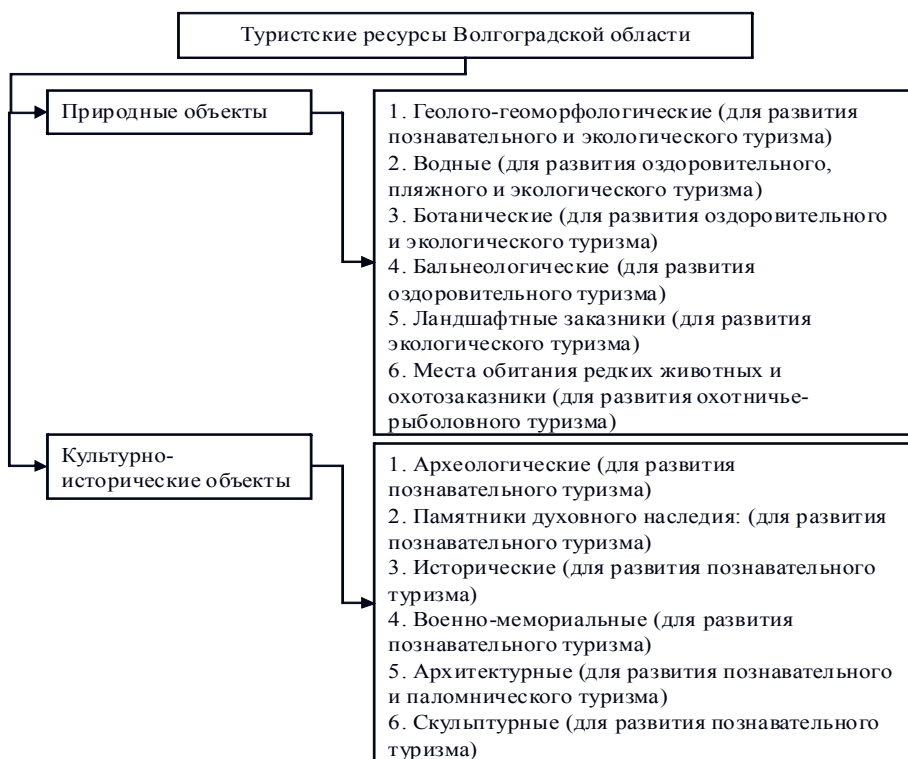 Туристские ресурсы Волгоградской области
Природные объекты
1. Геолого-геоморфологические (для развития
познавательного и экологического туризма)
2. Водные (для развития оздоровительного,
пляжного и экологического туризма)
3. Ботанические (для развития оздоровительного
и экологического туризма)
4. Бальнеологические (для развития
оздоровительного туризма)
5. Ландшафтные заказники (для развития
экологического туризма)
6. Места обитания редких животных и
охотозаказники (для развития охотничье-
рыболовного туризма)
Культурно-
исторические объекты
1. Археологические (для развития
познавательного туризма)
2. Памятники духовного наследия: (для развития
познавательного туризма)
3. Исторические (для развития познавательного
туризма)
4. Военно-мемориальные (для развития
познавательного туризма)
5. Архитектурные (для развития познавательного
и паломнического туризма)
6. Скульптурные (для развития познавательного
туризма)